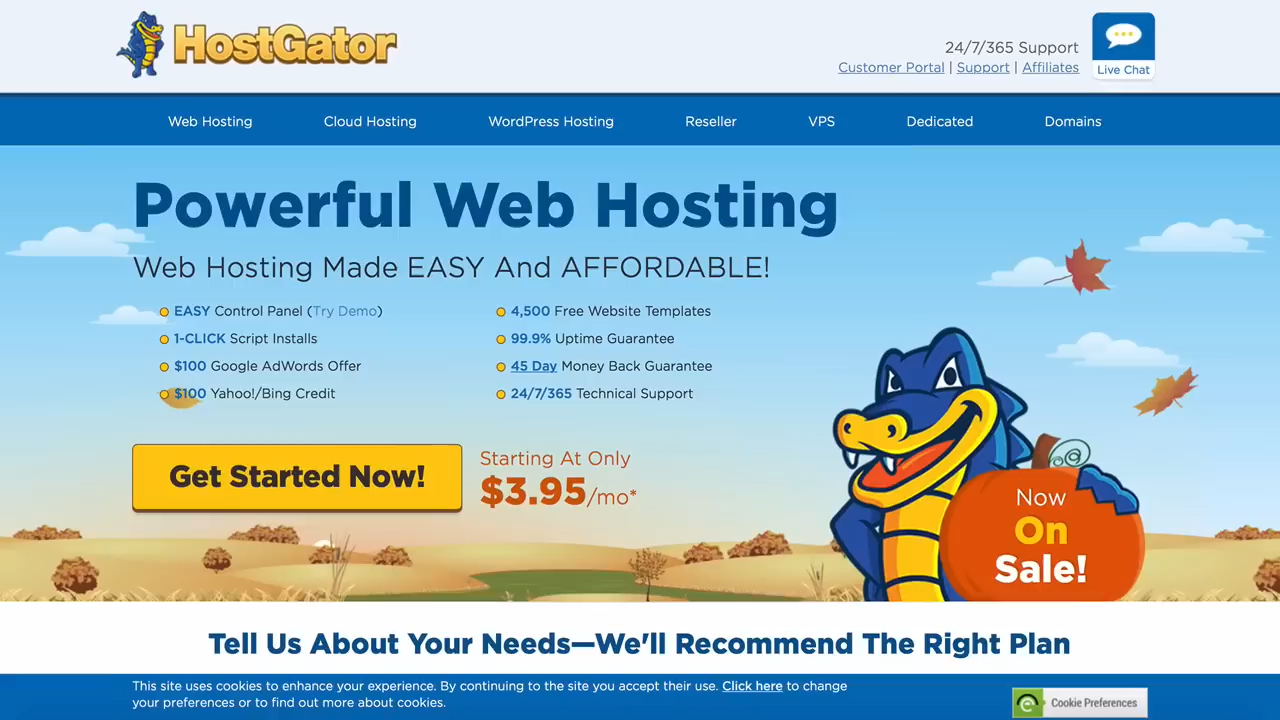 HostGator
24/7/365 Support
Customer Portal | Support | Affiliates
Live Chat
Web Hosting
Cloud Hosting
WordPress Hosting
Reseller
VPS
Dedicated
Domains
Powerful Web Hosting
Web Hosting Made EASY And AFFORDABLE!
EASY Control Panel (Try Demo)
1-CLICK Script Installs
$100 Google AdWords Offer
$100 Yahoo!/Bing Credit
4,500 Free Website Templates
99.9% Uptime Guarantee
45 Day Money Back Guarantee
24/7/365 Technical Support
Get Started Now!
Starting At Only
$3.95/mo*
Now
On
Sale!
Tell Us About Your Needs—We'll Recommend The Right Plan
This site uses cookies to enhance your experience. By continuing to the site you accept their use. Click here to change
your preferences or to find out more about cookies.
Cookie Preferences